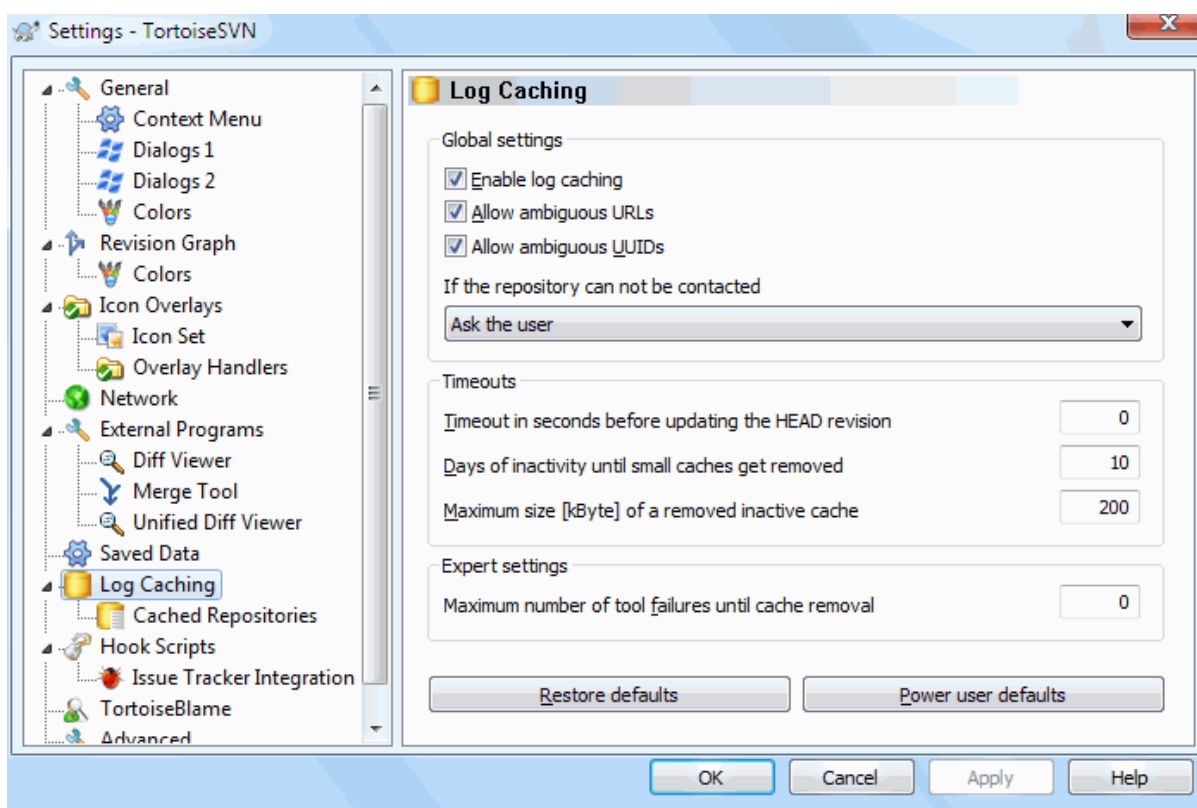 Settings - TortoiseSVN
General
Context Menu
Dialogs 1
Dialogs 2
Colors
Revision Graph
Colors
Icon Overlays
Icon Set
Overlay Handlers
Network
External Programs
Diff Viewer
Merge Tool
Unified Diff Viewer
Saved Data
Log Caching
Cached Repositories
Hook Scripts
Issue Tracker Integration
TortoiseBlame
Advanced
Log Caching
Global settings
Enable log caching
Allow ambiguous URLs
Allow ambiguous UUIDs
If the repository can not be contacted
Ask the user
Timeouts
Timeout in seconds before updating the HEAD revision 0
Days of inactivity until small caches get removed 10
Maximum size [kByte] of a removed inactive cache 200
Expert settings
Maximum number of tool failures until cache removal 0
Restore defaults Power user defaults
OK Cancel Apply Help